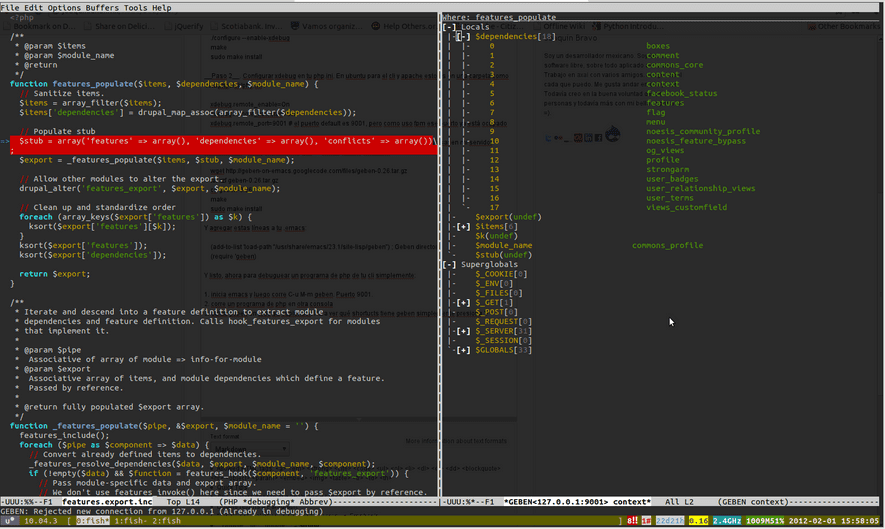 File Edit Options Buffers Tools Help
<?php
/**
 * @param $items
 * @param $module_name
 * @return
 */
function features_populate($items, $dependencies, $module_name) {
  // Sanitize items.
  $items = array_filter($items);
  $items['dependencies'] = drupal_map_assoc(array_filter($dependencies));
  // Populate stub
=> $stub = array('features' => array(), 'dependencies' => array(), 'conflicts' => array())\
;
  $export = _features_populate($items, $stub, $module_name);
  // Allow other modules to alter the export.
  drupal_alter('features_export', $export, $module_name);
  // Clean up and standardize order
  foreach (array_keys($export['features']) as $k) {
    ksort($export['features'][$k]);
  }
  ksort($export['features']);
  ksort($export['dependencies']);
  return $export;
}
/**
 * Iterate and descend into a feature definition to extract module
 * dependencies and feature definition. Calls hook_features_export for modules
 * that implement it.
 *
 * @param $pipe
 *  Associative of array of module => info-for-module
 * @param $export
 *  Associative array of items, and module dependencies which define a feature.
 *  Passed by reference.
 *
 * @return fully populated $export array.
 */
function _features_populate($pipe, &$export, $module_name = '') {
  features_include();
  foreach ($pipe as $component => $data) {
    // Convert already defined items to dependencies.
    _features_resolve_dependencies($data, $export, $module_name, $component);
    if (!empty($data) && $function = features_hook($component, 'features_export')) {
      // Pass module-specific data and export array.
      // We don't use features_invoke() here since we need to pass $export by reference.
-UUU:%%--F1  features.export.inc   Top L14   (PHP *debugging* Abbrev)
Where: features_populate
[-] Locals
 |-[-] $dependencies[18]
 |  |-  0  boxes
 |  |-  1  comment
 |  |-  2  commons_core
 |  |-  3  content
 |  |-  4  context
 |  |-  5  facebook_status
 |  |-  6  features
 |  |-  7  flag
 |  |-  8  menu
 |  |-  9  noesis_community_profile
 |  |-  10  noesis_feature_bypass
 |  |-  11  og_views
 |  |-  12  profile
 |  |-  13  strongarm
 |  |-  14  user_badges
 |  |-  15  user_relationship_views
 |  |-  16  user_terms
 |  `-  17  views_customfield
 |-  $export(undef)
 |-[+] $items[6]
 |-  $k(undef)
 |-  $module_name  commons_profile
 `-  $stub(undef)
[-] Superglobals
 |-  $_COOKIE[0]
 |-  $_ENV[0]
 |-  $_FILES[0]
 |-[+] $_GET[1]
 |-  $_POST[0]
 |-  $_REQUEST[0]
 |-[+] $_SERVER[31]
 |-  $_SESSION[0]
 `-[+] $GLOBALS[33]
-UUU:%*--F1  *GEBEN<127.0.0.1:9001> context*   All L2   (GEBEN context)
GEBEN: Rejected new connection from 127.0.0.1 (Already in debugging)
10.04.3 [ 0:fish* 1:fish- 2:fish ] 8!! 1# 22d21h 0.16 2.4GHz 1009M51% 2012-02-01 15:58:05